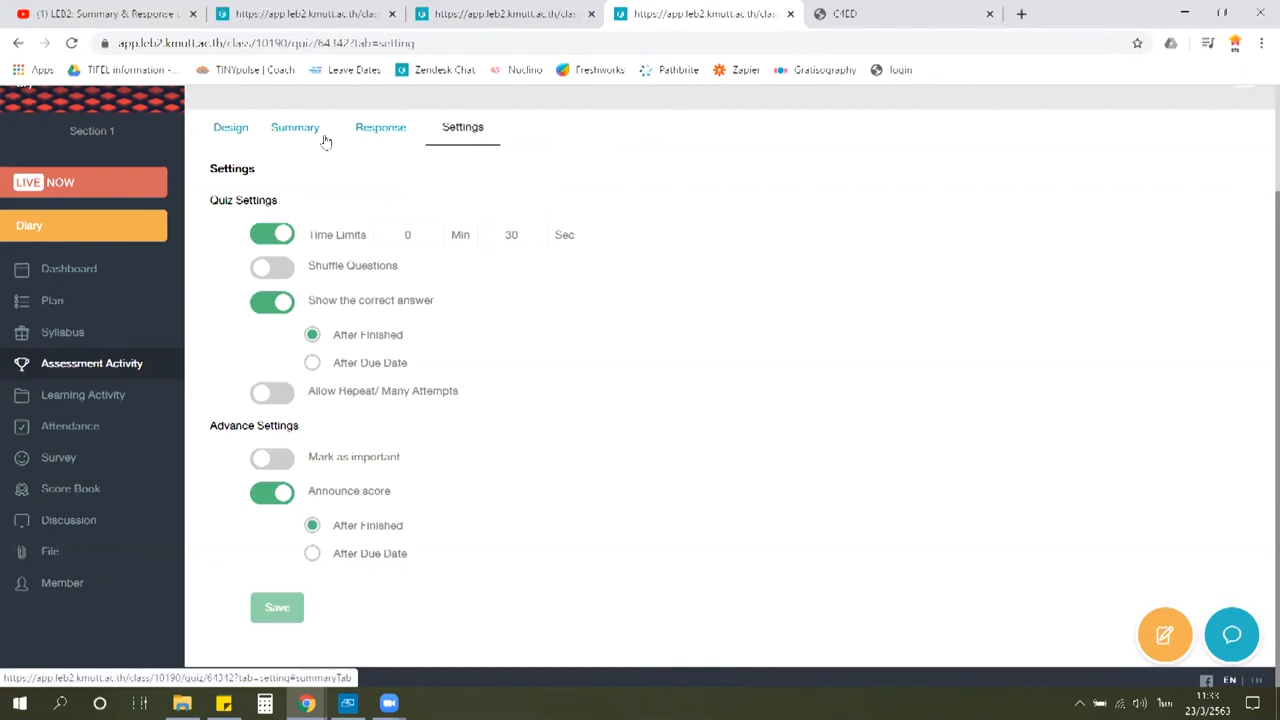 (1) LEB2: Summary & Response (
https://app.leb2.kmutt.ac.th/clas:
https://app.leb2.kmutt.ac.th/clas:
https://app.leb2.kmutt.ac.th/clas:
C4ED
app.leb2.kmutt.ac.th/class/10190/quiz/64342?tab=setting
Apps
TIFEL information -...
TINYpulse | Coach
Leave Dates
Zendesk Chat
Nuclino
Freshworks
Pathbrite
Zapier
Gratisography
login
Section 1
LIVE NOW
Diary
Dashboard
Plan
Syllabus
Assessment Activity
Learning Activity
Attendance
Survey
Score Book
Discussion
File
Member
Design
Summary
Response
Settings
Settings
Quiz Settings
Time Limits 0 Min 30 Sec
Shuffle Questions
Show the correct answer
After Finished
After Due Date
Allow Repeat/ Many Attempts
Advance Settings
Mark as important
Announce score
After Finished
After Due Date
Save
https://app.leb2.kmutt.ac.th/class/10190/quiz/64342?tab=setting#summaryTab
EN | TH
ไทย
11:33
23/3/2563